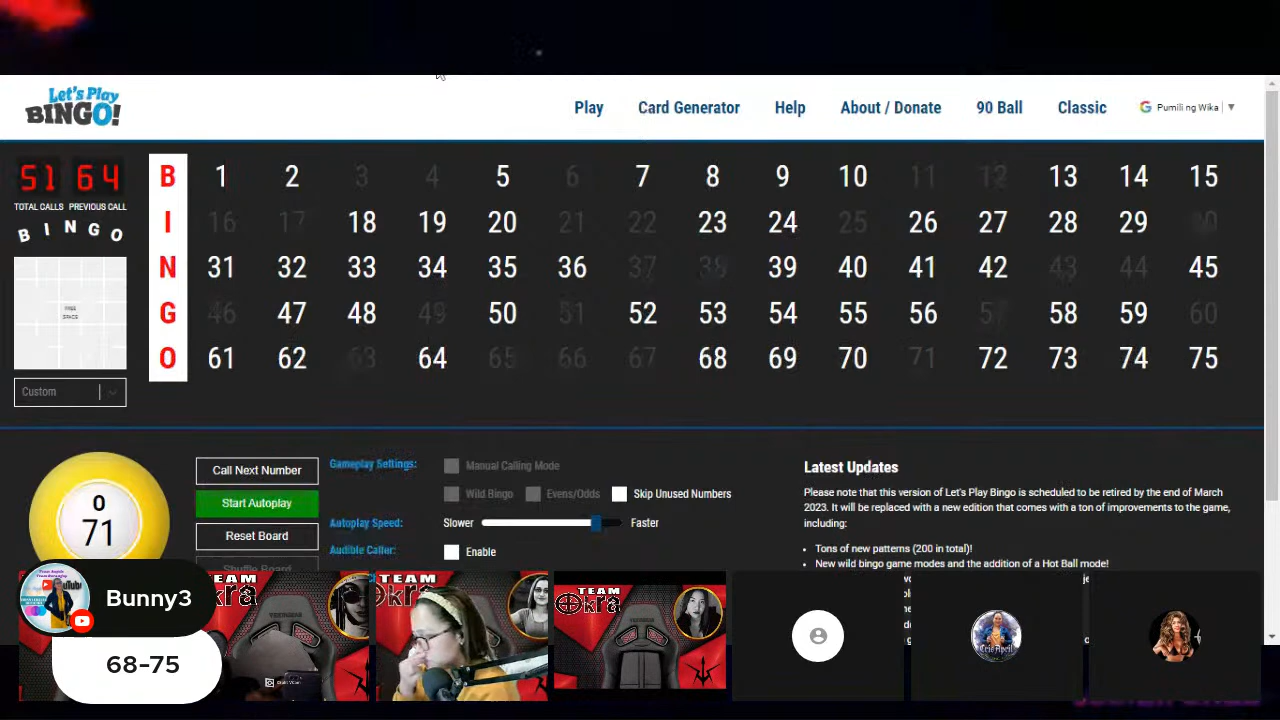 Let's Play
BINGO!
Play Card Generator Help About / Donate 90 Ball Classic Pumili ng Wika
51 64
TOTAL CALLS PREVIOUS CALL
BINGO
FREE
SPACE
Custom
B 1 2 3 4 5 6 7 8 9 10 11 12 13 14 15
I 16 17 18 19 20 21 22 23 24 25 26 27 28 29 30
N 31 32 33 34 35 36 37 38 39 40 41 42 43 44 45
G 46 47 48 49 50 51 52 53 54 55 56 57 58 59 60
O 61 62 63 64 65 66 67 68 69 70 71 72 73 74 75
O
71
Call Next Number
Start Autoplay
Reset Board
Shuffle Board
Gameplay Settings:
Manual Calling Mode
Wild Bingo Evens/Odds Skip Unused Numbers
Autoplay Speed:
Slower Faster
Audible Caller:
Enable
Latest Updates
Please note that this version of Let's Play Bingo is scheduled to be retired by the end of March
2023. It will be replaced with a new edition that comes with a ton of improvements to the game,
including:
• Tons of new patterns (200 in total)!
• New wild bingo game modes and the addition of a Hot Ball mode!
Bunny3
68-75
TEAM
kra
TEAM
Okra
TEAM
Okra
Cris April